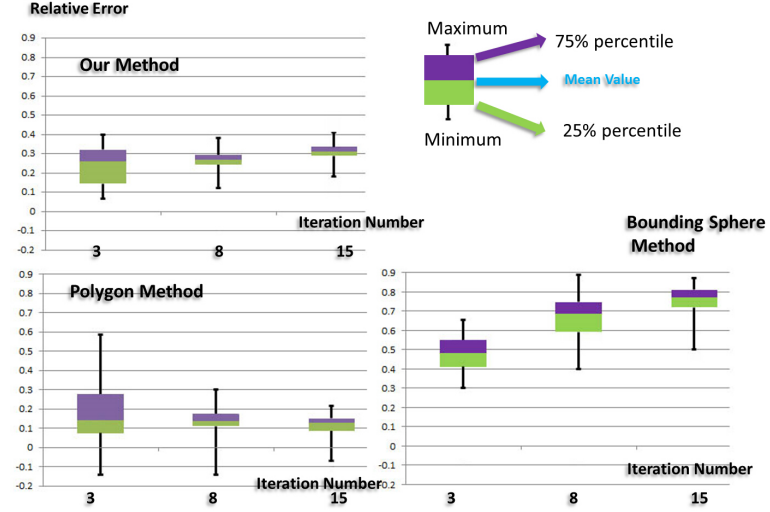 Relative Error
0.9
0.8
0.7
0.6
0.5
0.4
0.3
0.2
0.1
0
-0.1
-0.2
Our Method
Iteration Number
3 8 15
Maximum
75% percentile
Mean Value
25% percentile
Minimum
0.9
0.8
0.7
0.6
0.5
0.4
0.3
0.2
0.1
0
-0.1
-0.2
Polygon Method
Iteration Number
3 8 15
Bounding Sphere
Method
0.9
0.8
0.7
0.6
0.5
0.4
0.3
0.2
0.1
0
-0.1
-0.2
Iteration Number
3 8 15